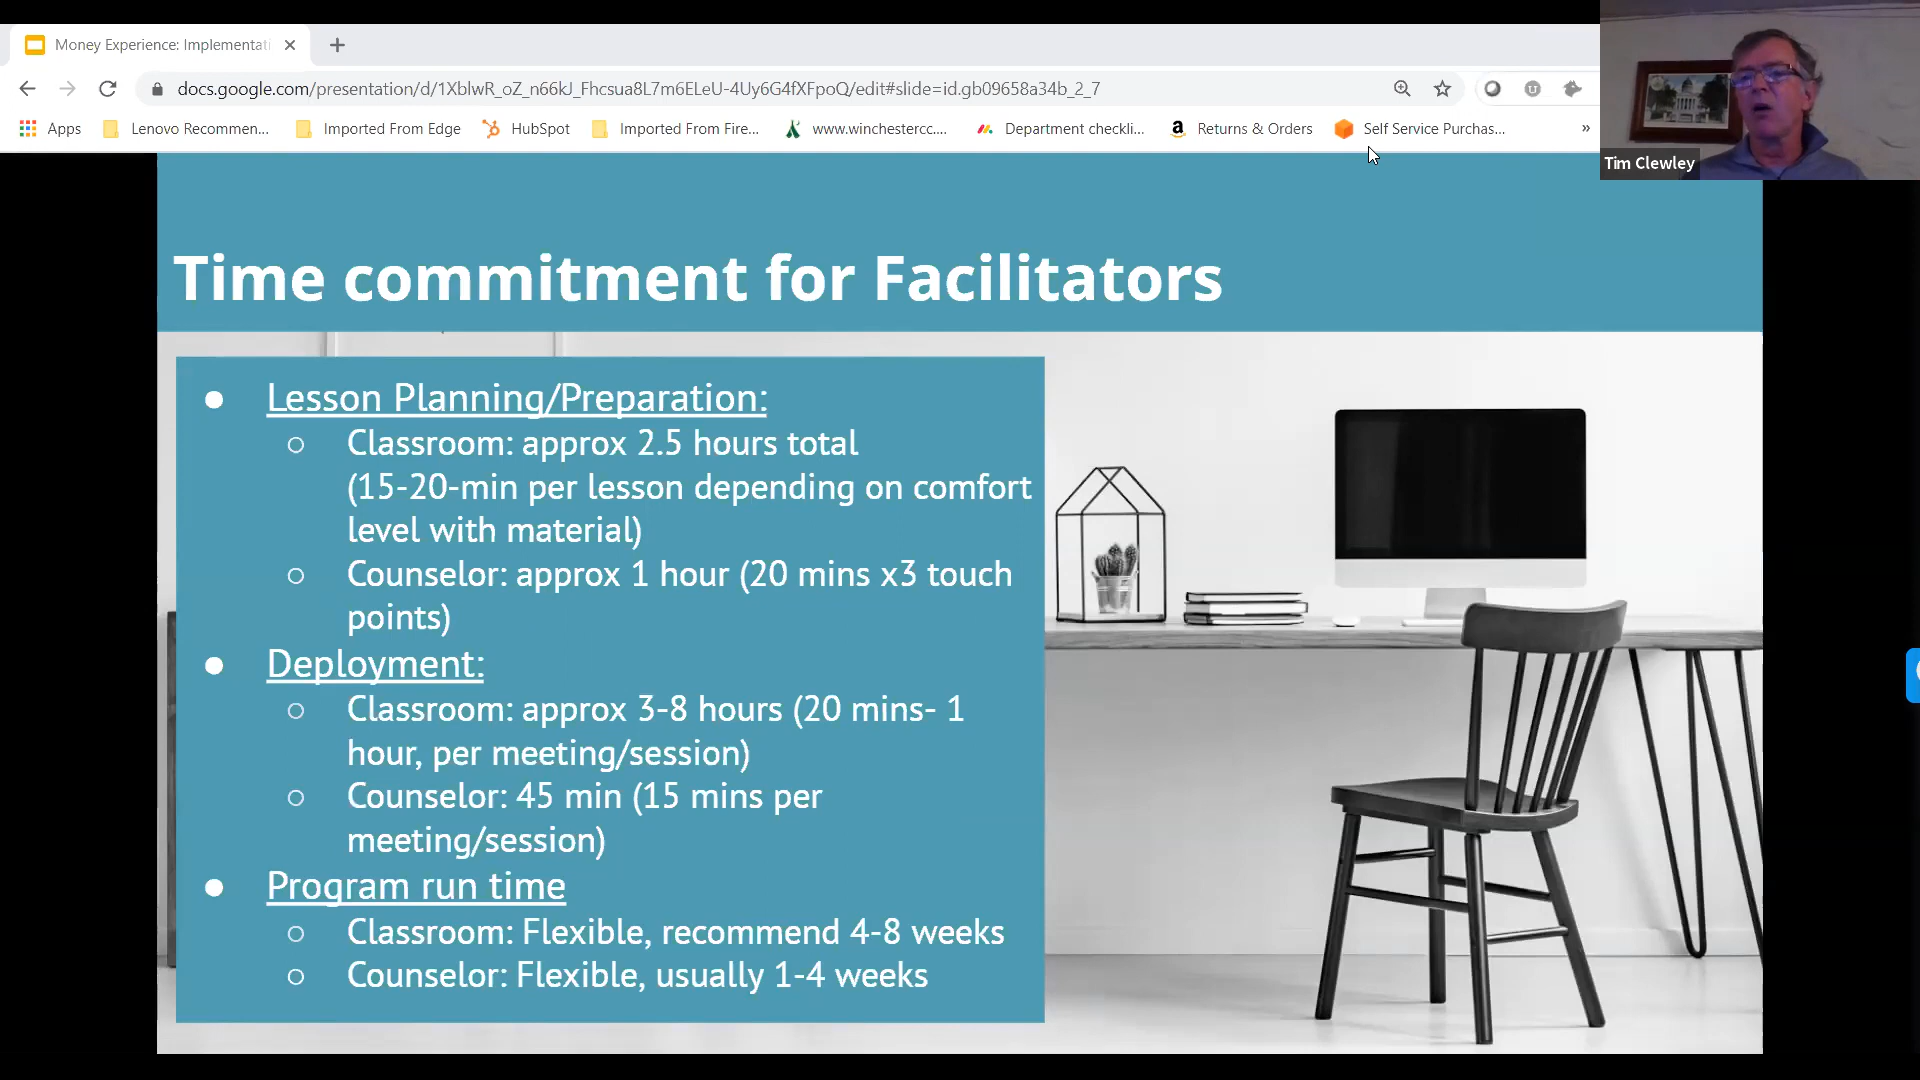 Money Experience: Implementati
docs.google.com/presentation/d/1XblwR_oZ_n66kJ_Fhcsua8L7m6ELeU-4Uy6G4fXFpoQ/edit#slide=id.gb09658a34b_2_7
Apps Lenovo Recommen... Imported From Edge HubSpot Imported From Fire... www.winchestercc.... Department checkli... Returns & Orders Self Service Purchas... »
Tim Clewley
Time commitment for Facilitators
● Lesson Planning/Preparation:
○ Classroom: approx 2.5 hours total
(15-20-min per lesson depending on comfort
level with material)
○ Counselor: approx 1 hour (20 mins x3 touch
points)
● Deployment:
○ Classroom: approx 3-8 hours (20 mins- 1
hour, per meeting/session)
○ Counselor: 45 min (15 mins per
meeting/session)
● Program run time
○ Classroom: Flexible, recommend 4-8 weeks
○ Counselor: Flexible, usually 1-4 weeks